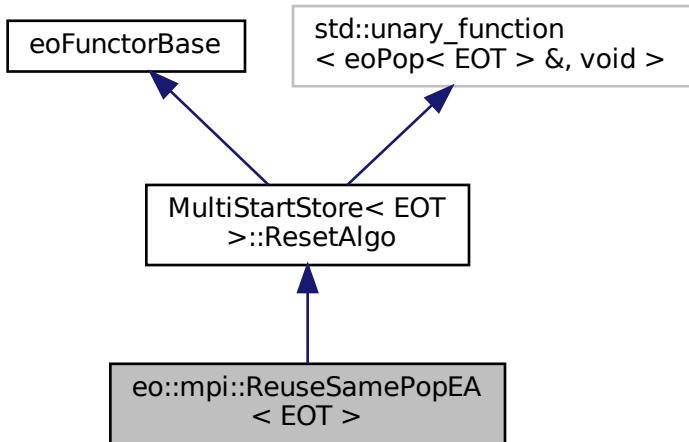 eoFunctorBase
std::unary_function
< eoPop< EOT > &, void >
MultiStartStore< EOT
>::ResetAlgo
eo::mpi::ReuseSamePopEA
< EOT >